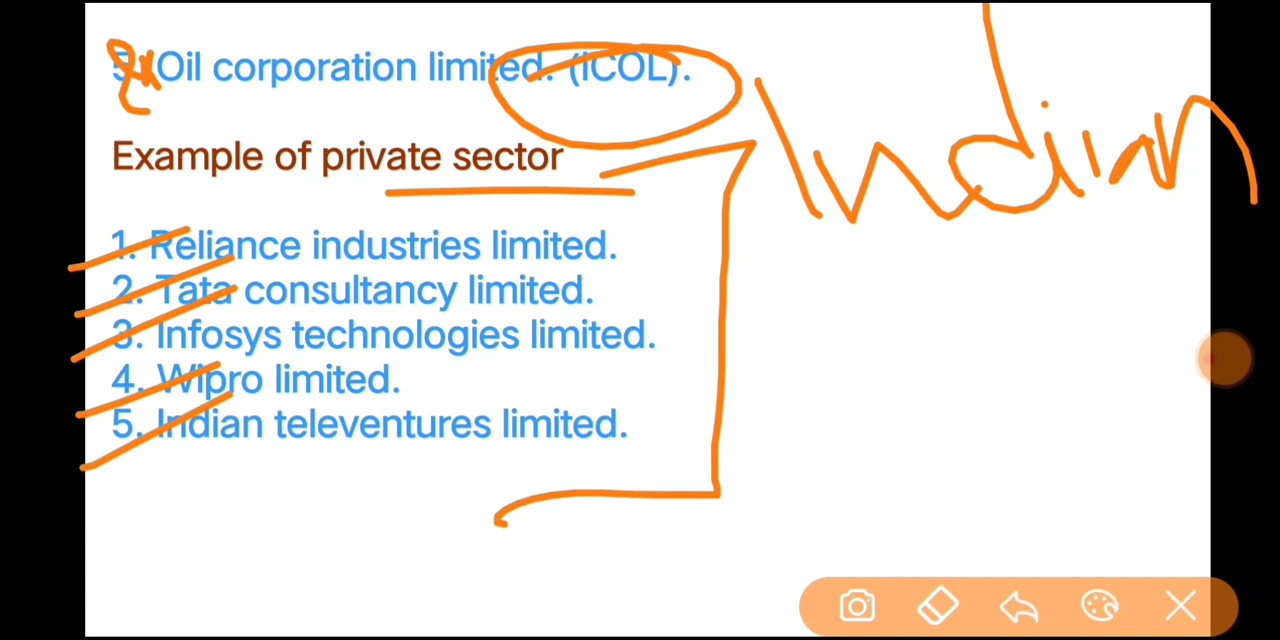 5. Oil corporation limited. (ICOL).
Indian
Example of private sector
1. Reliance industries limited.
2. Tata consultancy limited.
3. Infosys technologies limited.
4. Wipro limited.
5. Indian televentures limited.